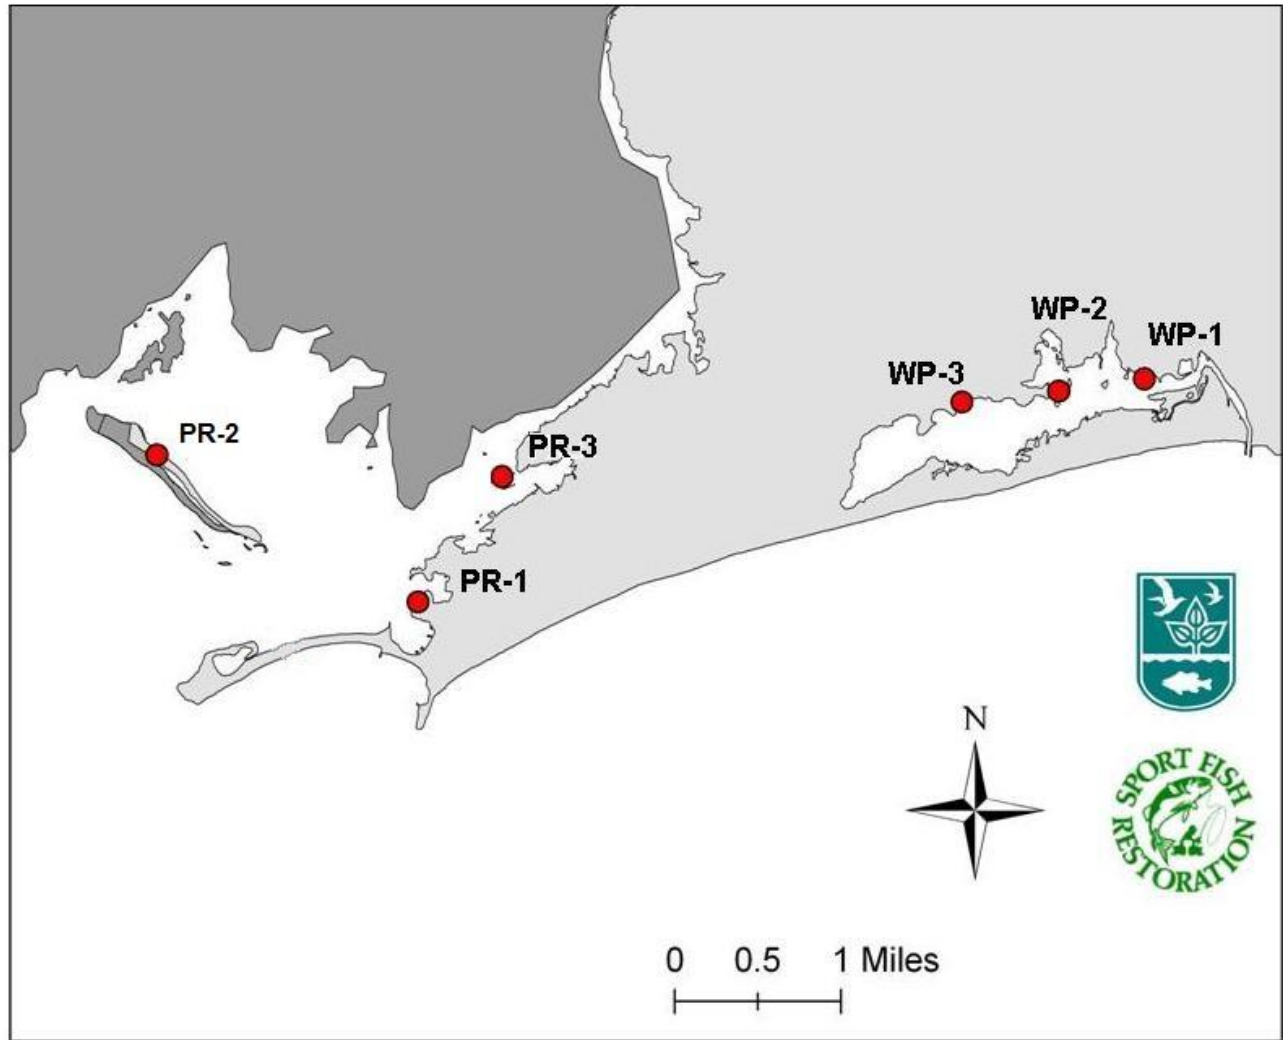 WP-2
WP-1
WP-3
PR-2
PR-3
PR-1
N
SPORT FISH
RESTORATION
0 0.5 1 Miles